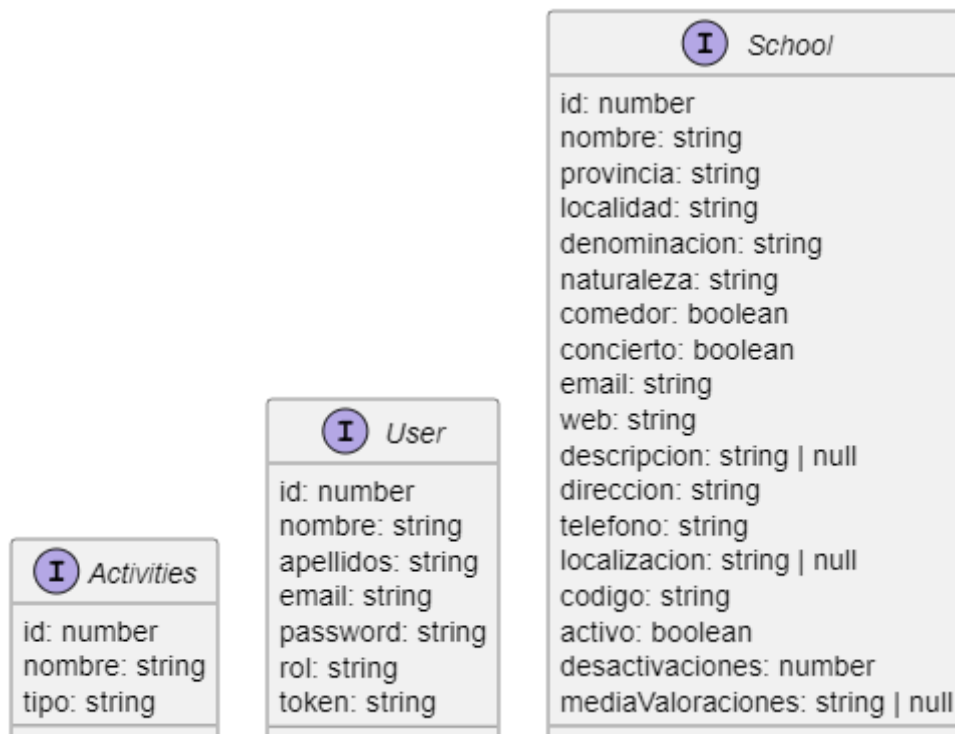 I Activities
id: number
nombre: string
tipo: string
I User
id: number
nombre: string
apellidos: string
email: string
password: string
rol: string
token: string
I School
id: number
nombre: string
provincia: string
localidad: string
denominacion: string
naturaleza: string
comedor: boolean
concierto: boolean
email: string
web: string
descripcion: string | null
direccion: string
telefono: string
localizacion: string | null
codigo: string
activo: boolean
desactivaciones: number
mediaValoraciones: string | null